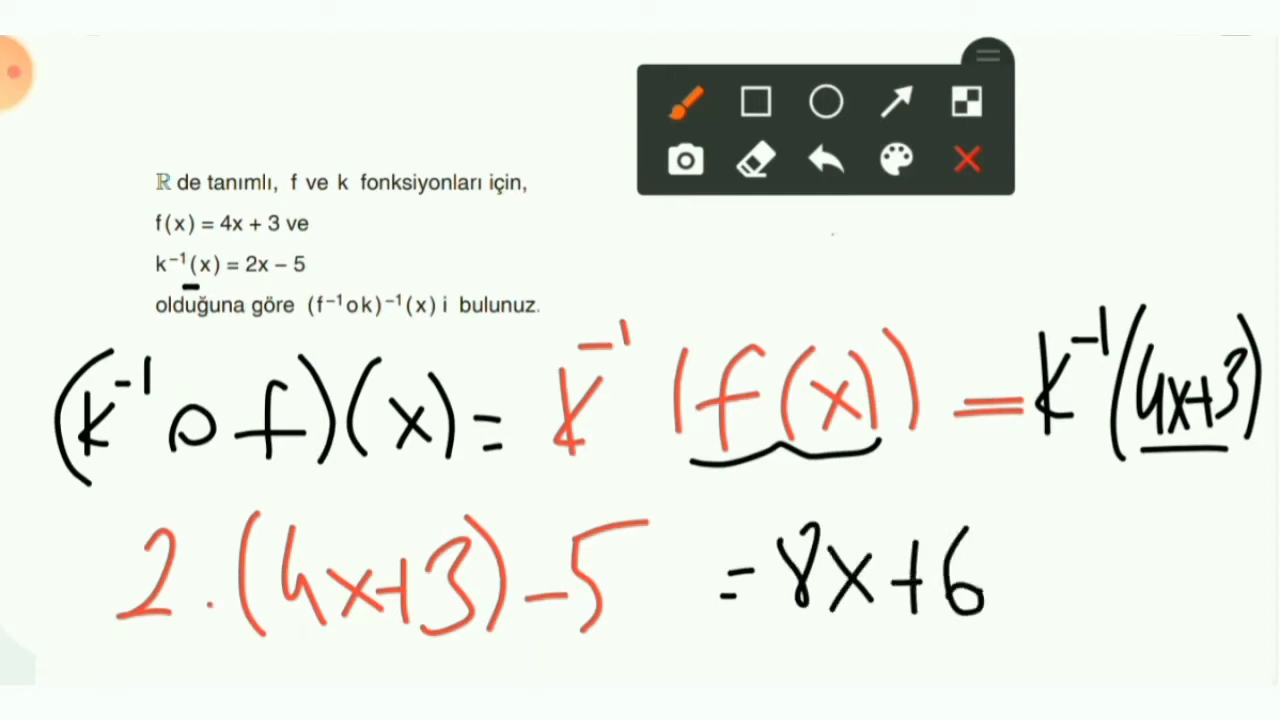 ℝ de tanımlı, f ve k fonksiyonları için,
f(x) = 4x + 3 ve
k⁻¹(x) = 2x – 5
olduğuna göre (f⁻¹ok)⁻¹(x) i bulunuz.
(k⁻¹ o f)(x) = k⁻¹(f(x)) = k⁻¹(4x+3)
2.(4x+3)-5 = 8x+6